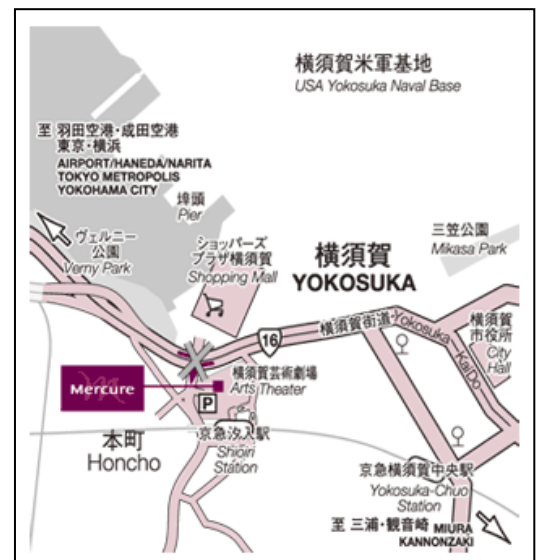 横須賀米軍基地
USA Yokosuka Naval Base
至 羽田空港・成田空港
東京・横浜
AIRPORT/HANEDA/NARITA
TOKYO METROPOLIS
YOKOHAMA CITY
埠頭
Pier
ヴェルニー
公園
Verny Park
ショッパーズ
プラザ横須賀
Shopping Mall
横須賀
YOKOSUKA
三笠公園
Mikasa Park
16
横須賀街道 Yokosuka
KaiDo
横須賀
市役所
City
Hall
Mercure
横須賀芸術劇場
Arts Theater
P
本町
Honcho
京急汐入駅
Shioiri
Station
京急横須賀中央駅
Yokosuka-Chuo
Station
至 三浦・観音崎 MIURA
KANNONZAKI